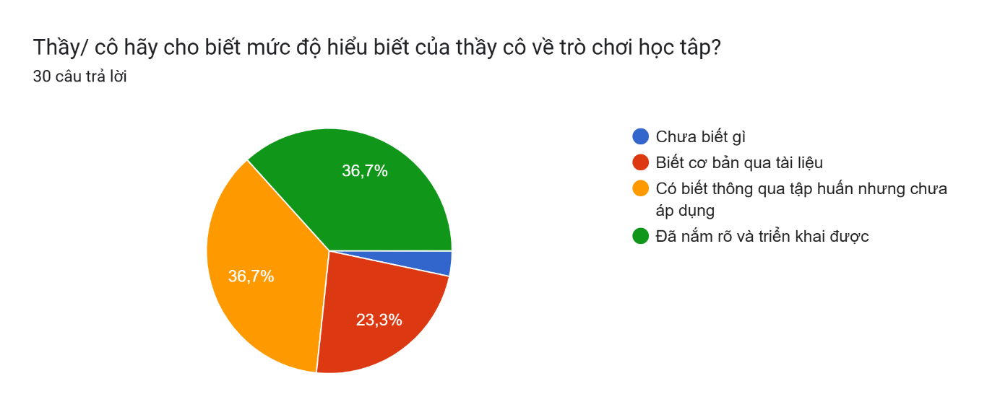 Thầy/ cô hãy cho biết mức độ hiểu biết của thầy cô về trò chơi học tâp?
30 câu trả lời
36,7%
36,7%
23,3%
Chưa biết gì
Biết cơ bản qua tài liệu
Có biết thông qua tập huấn nhưng chưa
áp dụng
Đã nắm rõ và triển khai được